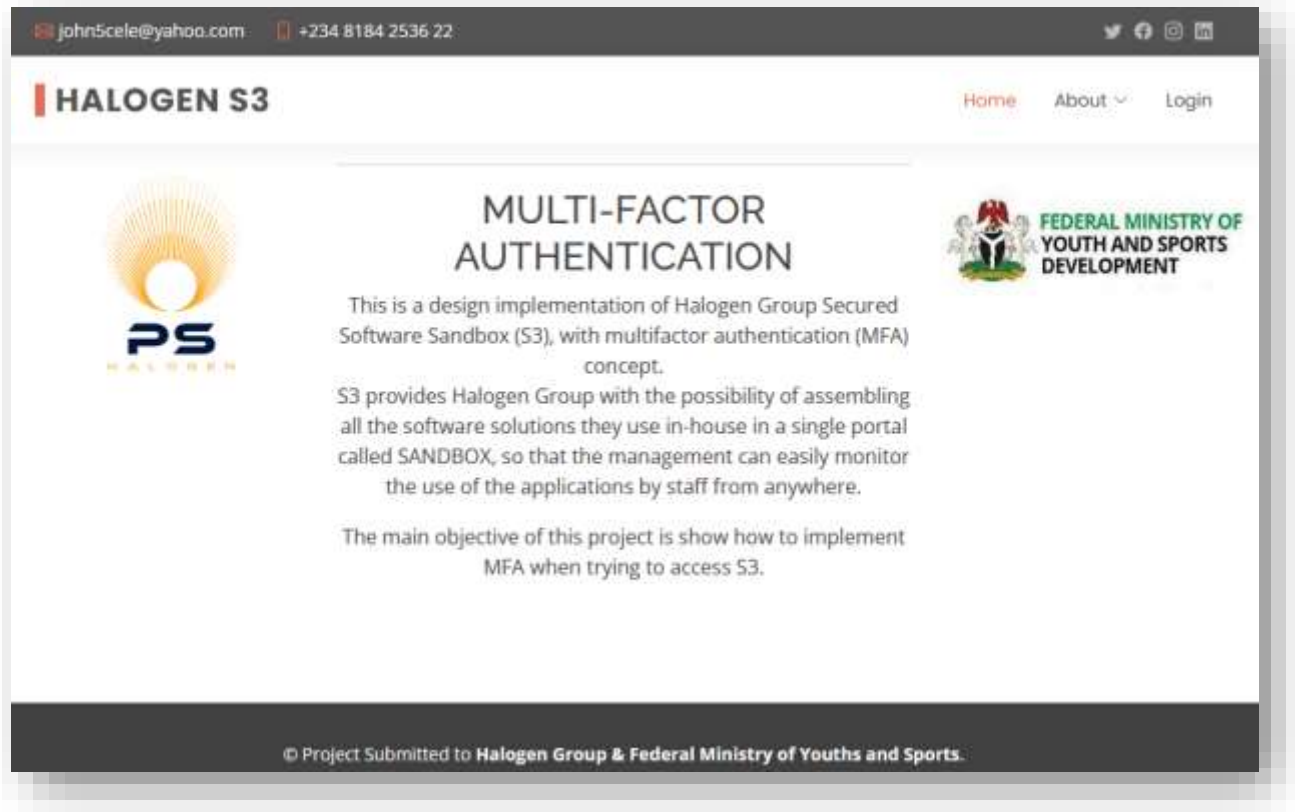 john5cele@yahoo.com +234 8184 2536 22
HALOGEN S3
Home About Login
PS
HALOGEN
MULTI-FACTOR
AUTHENTICATION
This is a design implementation of Halogen Group Secured
Software Sandbox (S3), with multifactor authentication (MFA)
concept.
S3 provides Halogen Group with the possibility of assembling
all the software solutions they use in-house in a single portal
called SANDBOX, so that the management can easily monitor
the use of the applications by staff from anywhere.
The main objective of this project is show how to implement
MFA when trying to access S3.
FEDERAL MINISTRY OF
YOUTH AND SPORTS
DEVELOPMENT
© Project Submitted to Halogen Group & Federal Ministry of Youths and Sports.